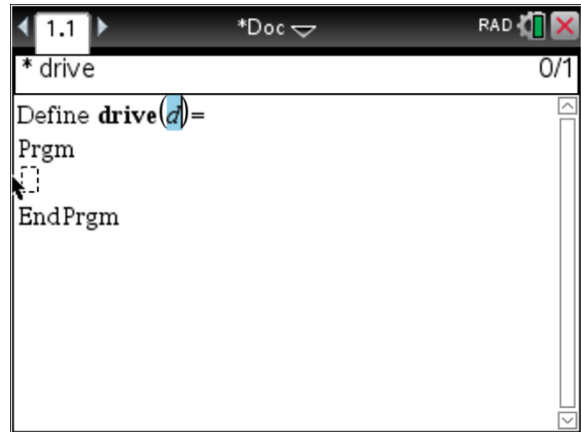 1.1 *Doc RAD
* drive 0/1
Define drive(d)=
Prgm
EndPrgm